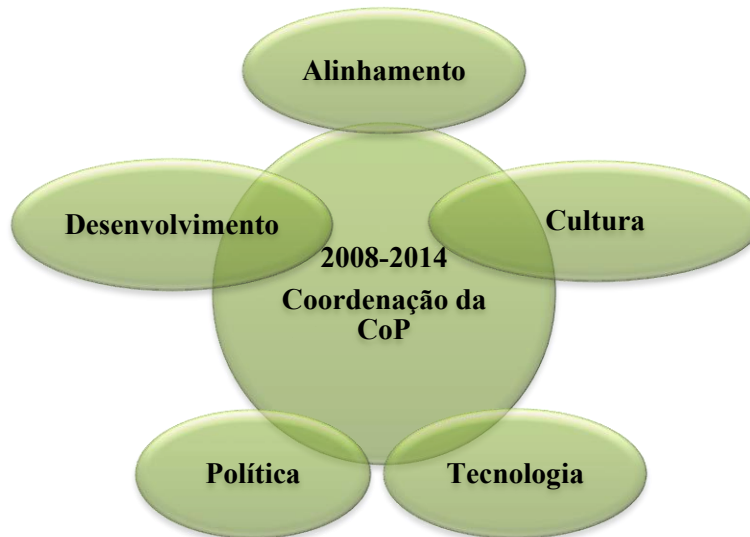 Alinhamento
Desenvolvimento
Cultura
2008-2014
Coordenação da
CoP
Política
Tecnologia